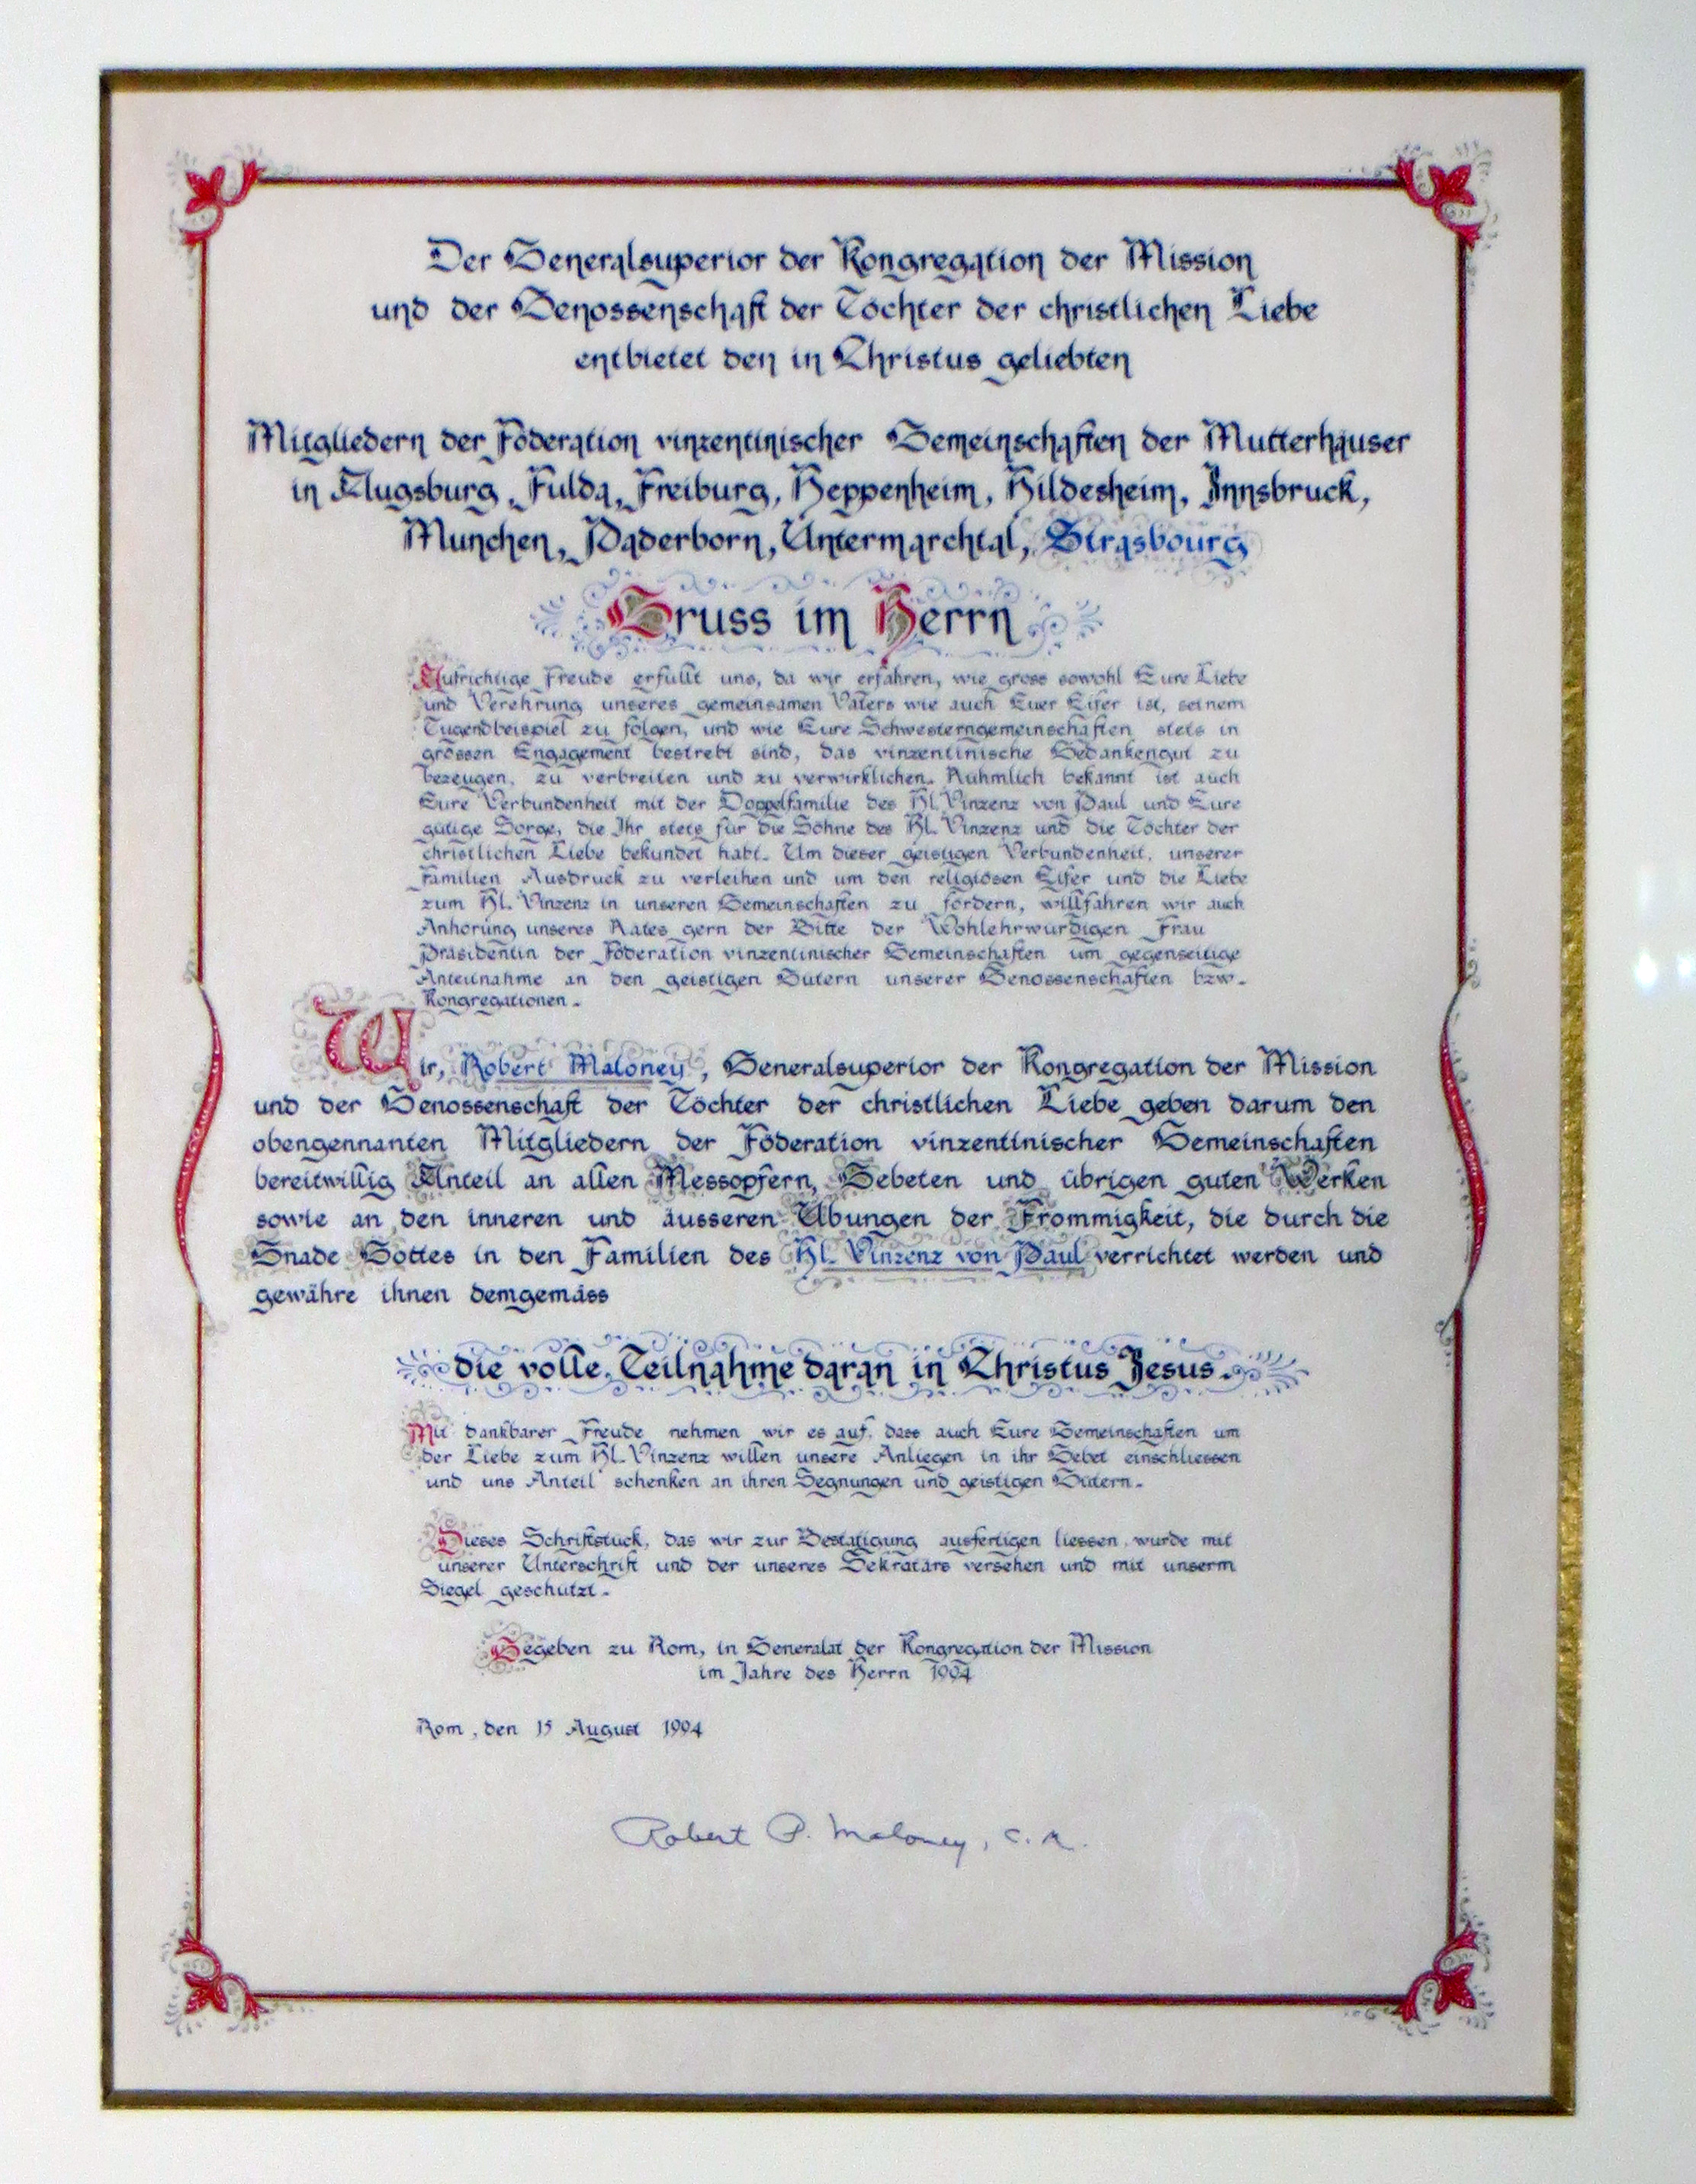 Der Generalsuperior der Kongregation der Mission
und der Genossenschaft der Töchter der christlichen Liebe
entbietet den in Christus geliebten
Mitgliedern der Föderation vinzentinischer Gemeinschaften der Mutterhäuser
in Augsburg, Fulda, Freiburg, Heppenheim, Hildesheim, Innsbruck,
Munchen, Paderborn, Untermarchtal, Strasbourg
Gruss im Herrn
Aufrichtige Freude erfüllt uns, da wir erfahren, wie gross sowohl Eure Liebe
und Verehrung unseres gemeinsamen Vaters wie auch Euer Eifer ist, seinem
Tugendbeispiel zu folgen, und wie Eure Schwesterngemeinschaften stets in
grossen Engagement bestrebt sind, das vinzentinische Gedankengut zu
bezeugen, zu verbreiten und zu verwirklichen. Ruhmlich bekannt ist auch
Eure Verbundenheit mit der Doppelfamilie des Hl. Vinzenz von Paul und Eure
gütige Sorge, die Ihr stets für die Söhne des Hl. Vinzenz und die Töchter der
christlichen Liebe bekundet habt. Um dieser geistigen Verbundenheit, unserer
Familien Ausdruck zu verleihen und um den religiösen Eifer und die Liebe
zum Hl. Vinzenz in unseren Gemeinschaften zu fördern, willfahren wir auch
Anhörung unseres Rates gern der Bitte der Wohlehrwürdigen Frau
Präsidentin der Föderation vinzentinischer Gemeinschaften um gegenseitige
Anteilnahme an den geistigen Gutern unserer Genossenschaften bzw.
Kongregationen.
Wir, Robert Maloney, Generalsuperior der Kongregation der Mission
und der Genossenschaft der Töchter der christlichen Liebe geben darum den
obengennanten Mitgliedern der Föderation vinzentinischer Gemeinschaften
bereitwillig Anteil an allen Messopfern, Gebeten und übrigen guten Werken
sowie an den inneren und äusseren Übungen der Frommigkeit, die durch die
Gnade Gottes in den Familien des Hl. Vinzenz von Paul verrichtet werden und
gewähre ihnen demgemäss
die volle Teilnahme daran in Christus Jesus.
Mit dankbarer Freude nehmen wir es auf, dass auch Eure Gemeinschaften um
der Liebe zum Hl. Vinzenz willen unsere Anliegen in ihr Gebet einschliessen
und uns Anteil schenken an ihren Segnungen und geistigen Gütern.
Dieses Schriftstück, das wir zur Bestätigung ausfertigen liessen, wurde mit
unserer Unterschrift und der unseres Sekratärs versehen und mit unserm
Siegel geschutzt.
Gegeben zu Rom, in Generalat der Kongregation der Mission
im Jahre des Herrn 1994
Rom, den 15 August 1994
Robert P. Maloney, C.M.